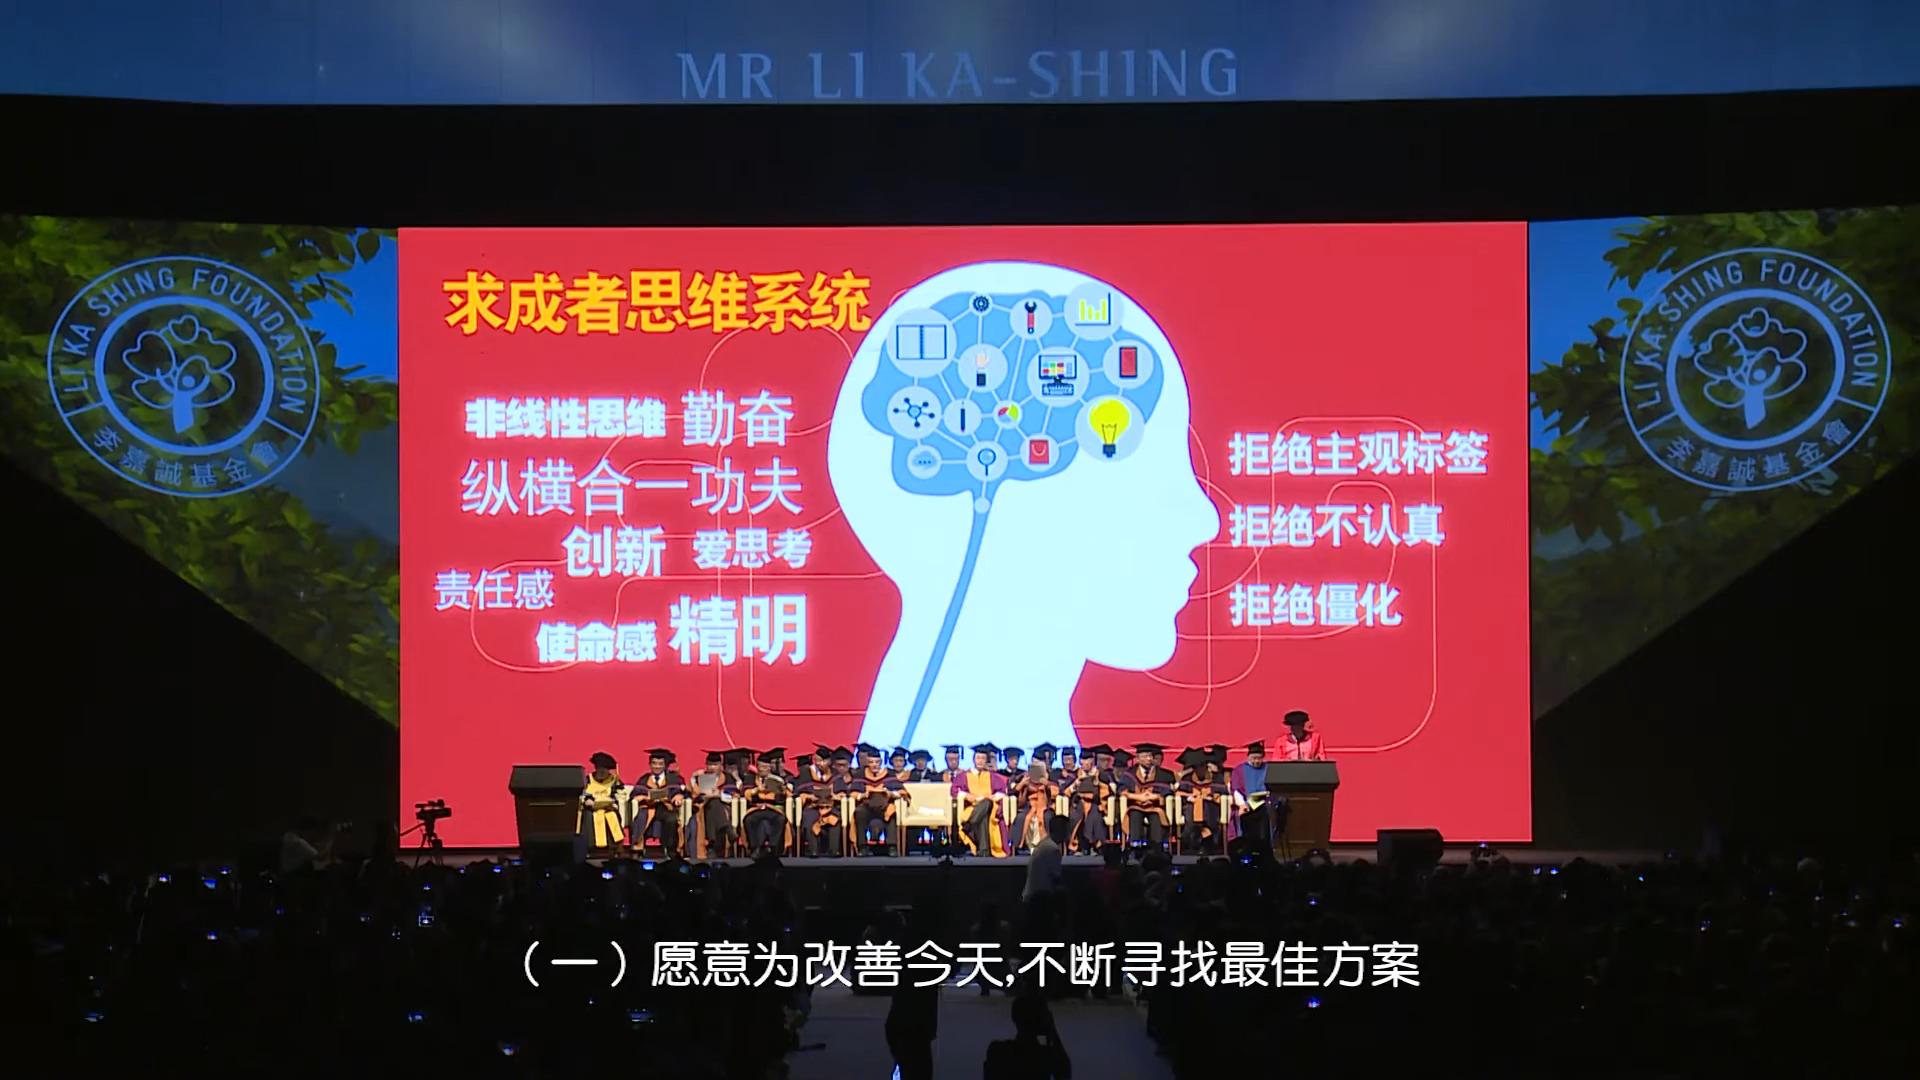 MR LI KA-SHING
LI KA SHING FOUNDATION
李嘉誠基金會
LI KA SHING FOUNDATION
李嘉誠基金會
求成者思维系统
非线性思维 勤奋
纵横合一功夫
创新 爱思考
责任感
使命感 精明
拒绝主观标签
拒绝不认真
拒绝僵化
（一）愿意为改善今天,不断寻找最佳方案